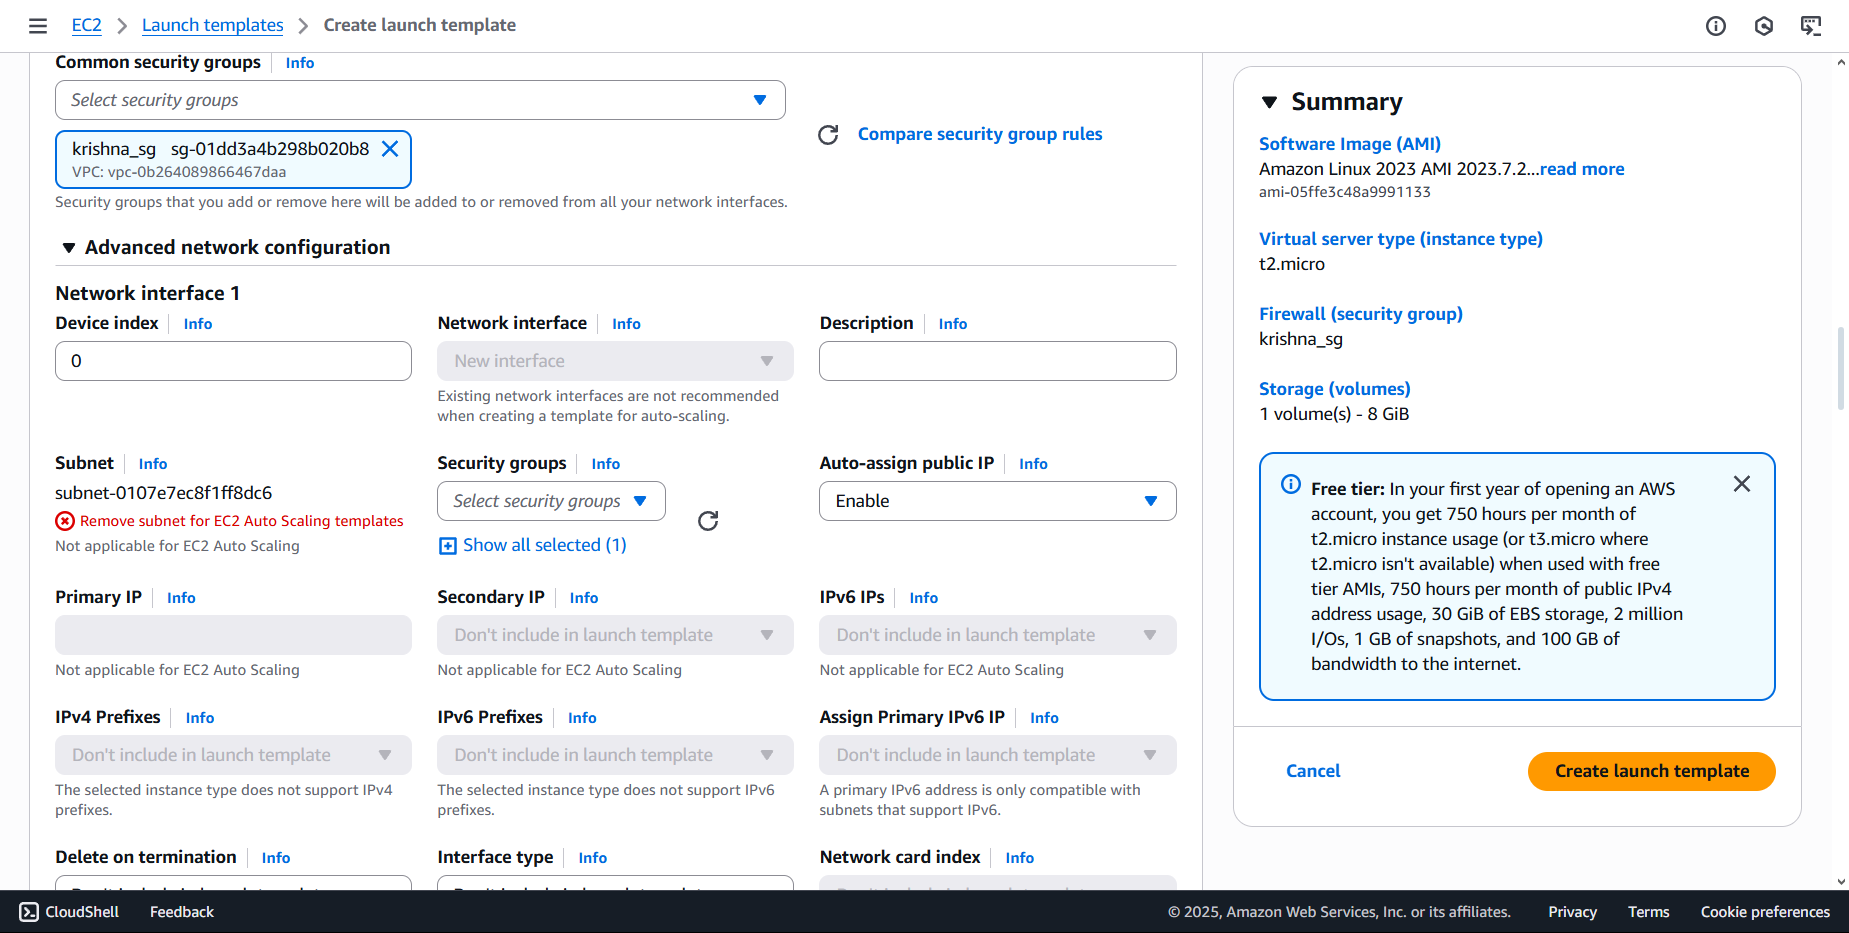 EC2 > Launch templates > Create launch template
Common security groups Info
Select security groups
krishna_sg sg-01dd3a4b298b020b8
VPC: vpc-0b264089866467daa
Compare security group rules
Security groups that you add or remove here will be added to or removed from all your network interfaces.
Advanced network configuration
Network interface 1
Device index Info
0
Network interface Info
New interface
Existing network interfaces are not recommended
when creating a template for auto-scaling.
Description Info
Subnet Info
subnet-0107e7ec8f1ff8dc6
Remove subnet for EC2 Auto Scaling templates
Not applicable for EC2 Auto Scaling
Security groups Info
Select security groups
Show all selected (1)
Auto-assign public IP Info
Enable
Primary IP Info
Not applicable for EC2 Auto Scaling
Secondary IP Info
Don't include in launch template
Not applicable for EC2 Auto Scaling
IPv6 IPs Info
Don't include in launch template
Not applicable for EC2 Auto Scaling
IPv4 Prefixes Info
Don't include in launch template
The selected instance type does not support IPv4
prefixes.
IPv6 Prefixes Info
Don't include in launch template
The selected instance type does not support IPv6
prefixes.
Assign Primary IPv6 IP Info
Don't include in launch template
A primary IPv6 address is only compatible with
subnets that support IPv6.
Delete on termination Info
Interface type Info
Network card index Info
Summary
Software Image (AMI)
Amazon Linux 2023 AMI 2023.7.2...read more
ami-05ffe3c48a9991133
Virtual server type (instance type)
t2.micro
Firewall (security group)
krishna_sg
Storage (volumes)
1 volume(s) - 8 GiB
Free tier: In your first year of opening an AWS
account, you get 750 hours per month of
t2.micro instance usage (or t3.micro where
t2.micro isn't available) when used with free
tier AMIs, 750 hours per month of public IPv4
address usage, 30 GiB of EBS storage, 2 million
I/Os, 1 GB of snapshots, and 100 GB of
bandwidth to the internet.
Cancel
Create launch template
CloudShell Feedback
© 2025, Amazon Web Services, Inc. or its affiliates. Privacy Terms Cookie preferences